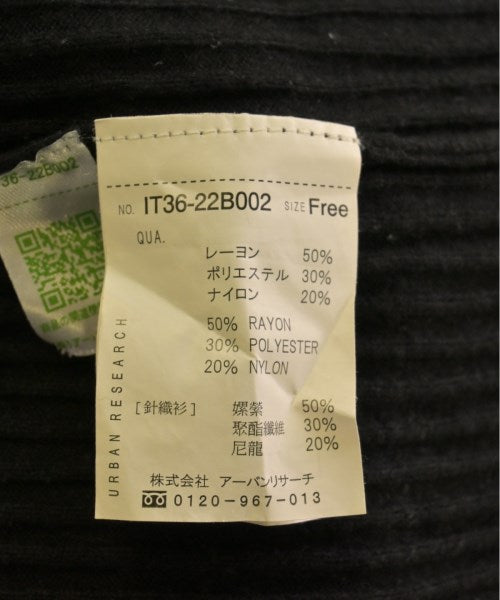 36-22B002
NO. IT36-22B002 SIZE Free
QUA.
レーヨン 50%
ポリエステル 30%
ナイロン 20%
50% RAYON
30% POLYESTER
20% NYLON
[針織衫] 嫘縈 50%
聚酯纖維 30%
尼龍 20%
URBAN RESEARCH
株式会社 アーバンリサーチ
0120-967-013